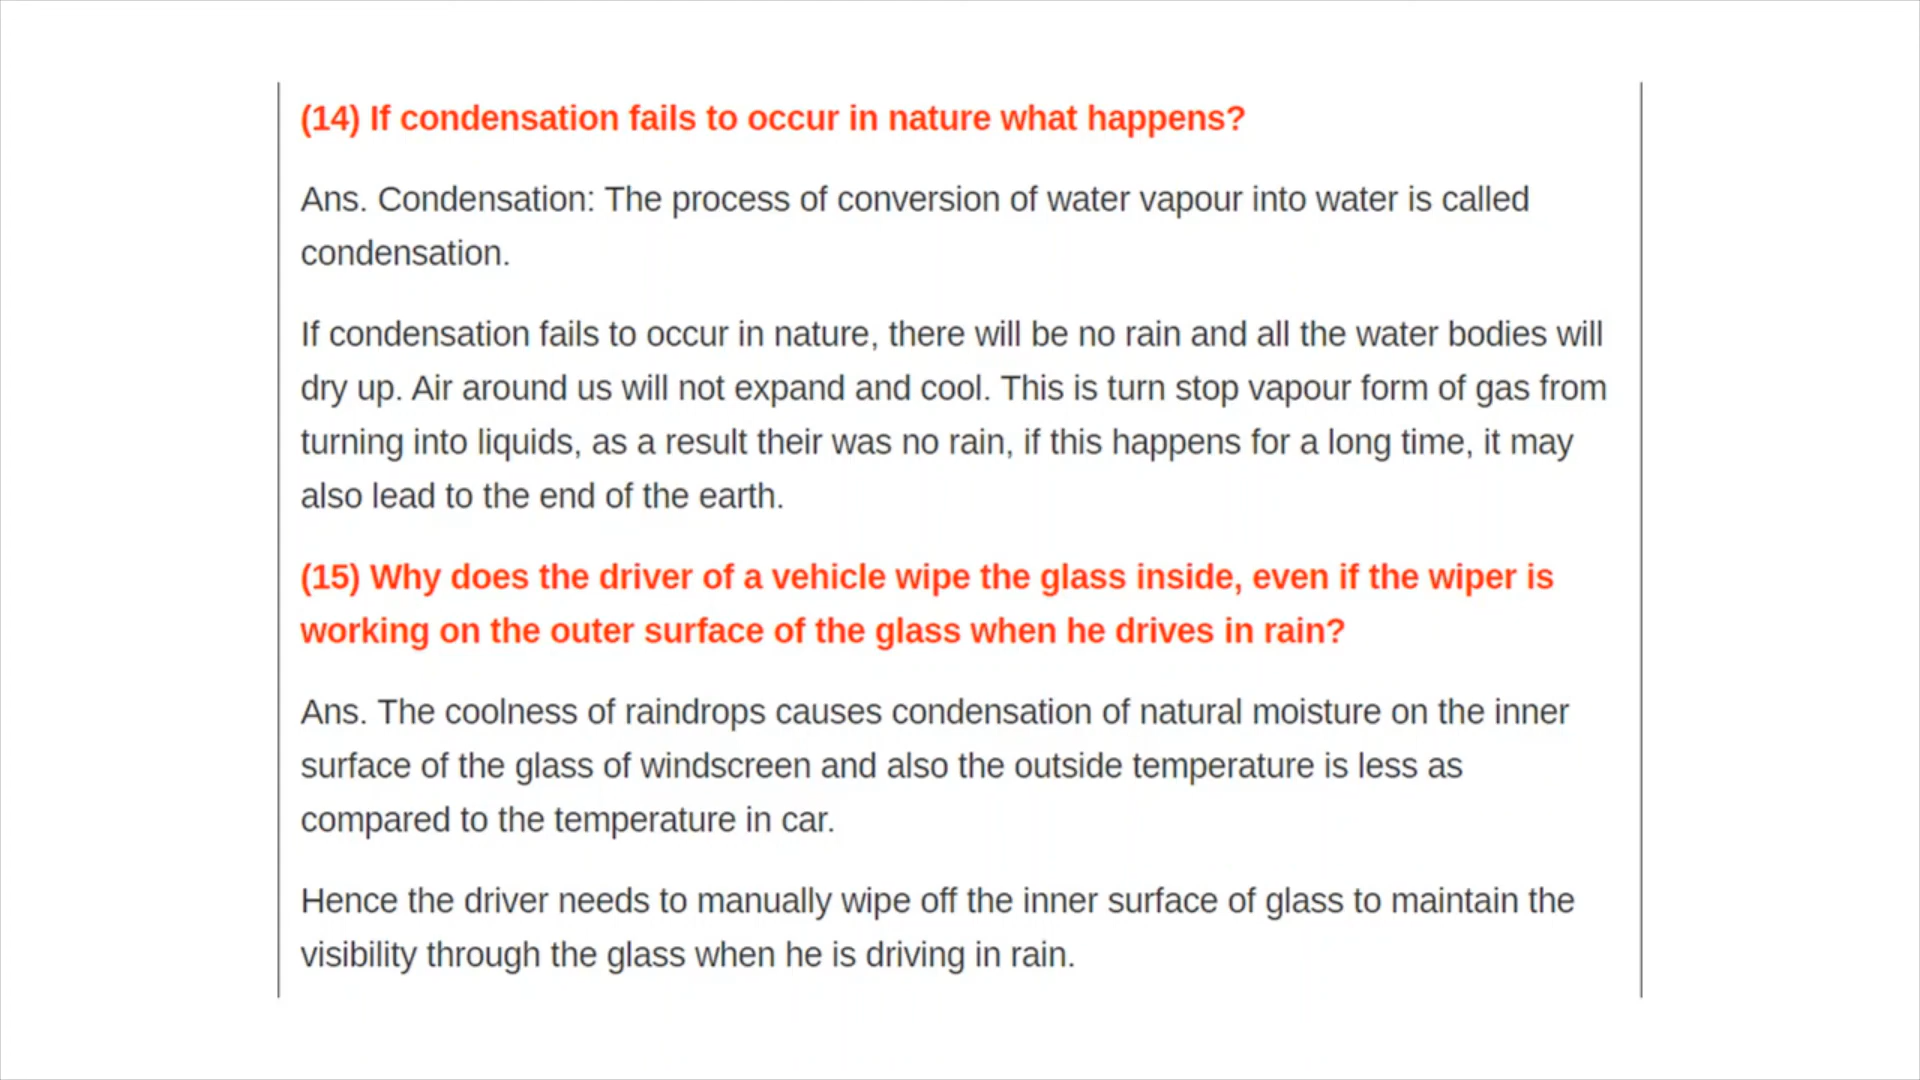 (14) If condensation fails to occur in nature what happens?
Ans. Condensation: The process of conversion of water vapour into water is called
condensation.
If condensation fails to occur in nature, there will be no rain and all the water bodies will
dry up. Air around us will not expand and cool. This is turn stop vapour form of gas from
turning into liquids, as a result their was no rain, if this happens for a long time, it may
also lead to the end of the earth.
(15) Why does the driver of a vehicle wipe the glass inside, even if the wiper is
working on the outer surface of the glass when he drives in rain?
Ans. The coolness of raindrops causes condensation of natural moisture on the inner
surface of the glass of windscreen and also the outside temperature is less as
compared to the temperature in car.
Hence the driver needs to manually wipe off the inner surface of glass to maintain the
visibility through the glass when he is driving in rain.